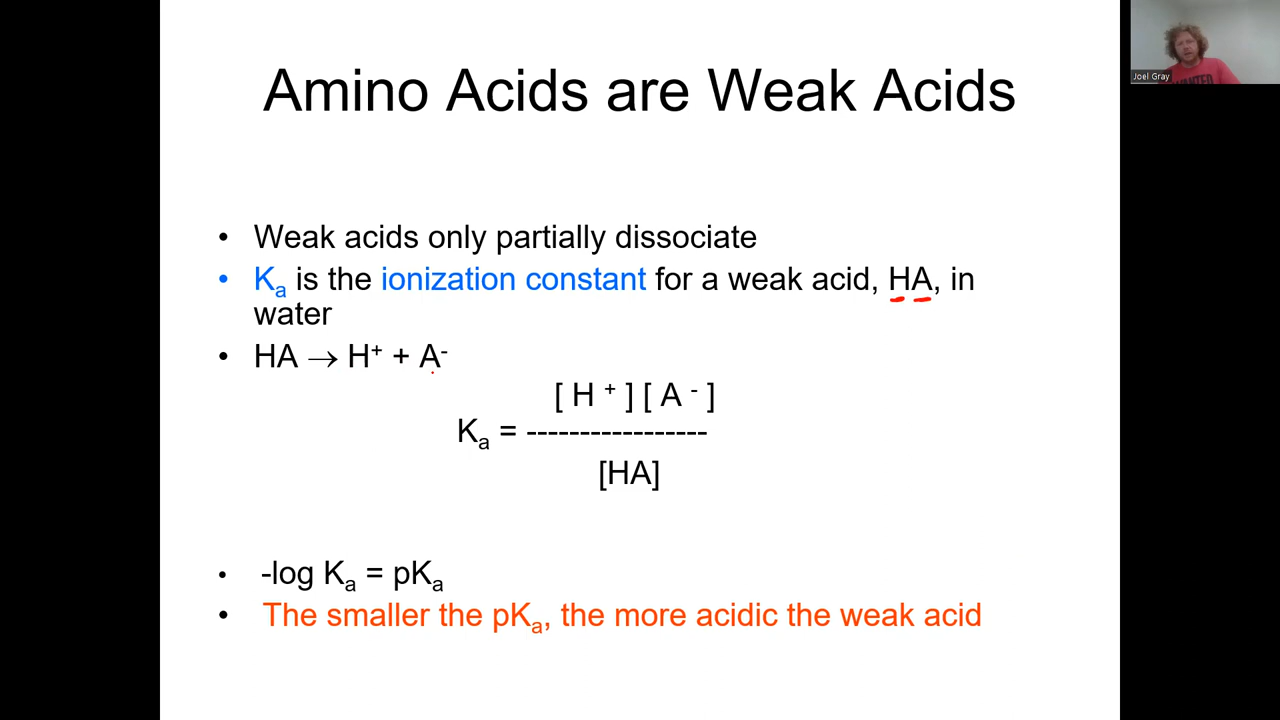 Amino Acids are Weak Acids
Joel Gray
WANTED
• Weak acids only partially dissociate
• Kₐ is the ionization constant for a weak acid, HA, in
water
• HA → H⁺ + A⁻
[ H ⁺ ] [ A ⁻ ]
Kₐ = -----------------
[HA]
• -log Kₐ = pKₐ
• The smaller the pKₐ, the more acidic the weak acid